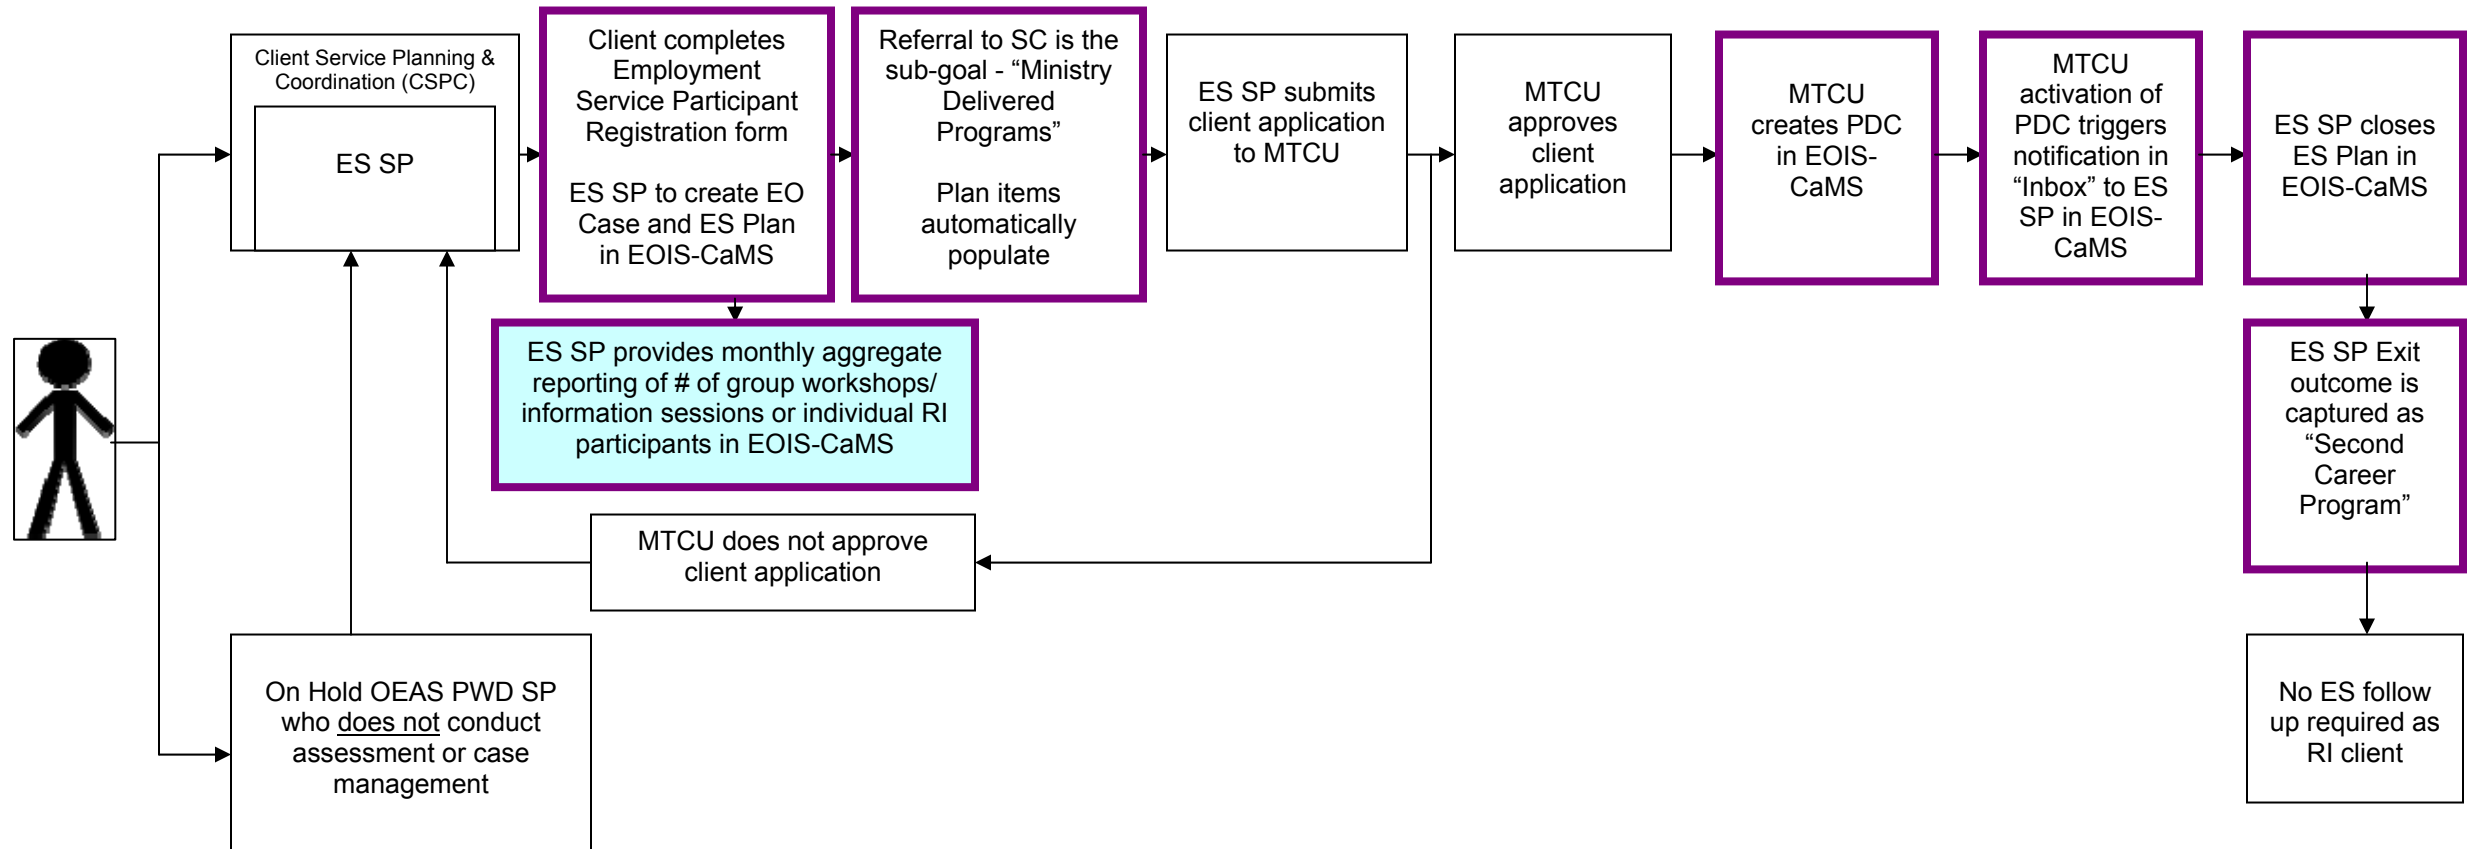 Client Service Planning &
Coordination (CSPC)
ES SP
Client completes
Employment
Service Participant
Registration form
ES SP to create EO
Case and ES Plan
in EOIS-CaMS
Referral to SC is the
sub-goal - “Ministry
Delivered
Programs”
Plan items
automatically
populate
ES SP submits
client application
to MTCU
MTCU
approves
client
application
MTCU
creates PDC
in EOIS-
CaMS
MTCU
activation of
PDC triggers
notification in
“Inbox” to ES
SP in EOIS-
CaMS
ES SP closes
ES Plan in
EOIS-CaMS
ES SP provides monthly aggregate
reporting of # of group workshops/
information sessions or individual RI
participants in EOIS-CaMS
ES SP Exit
outcome is
captured as
“Second
Career
Program”
MTCU does not approve
client application
On Hold OEAS PWD SP
who does not conduct
assessment or case
management
No ES follow
up required as
RI client